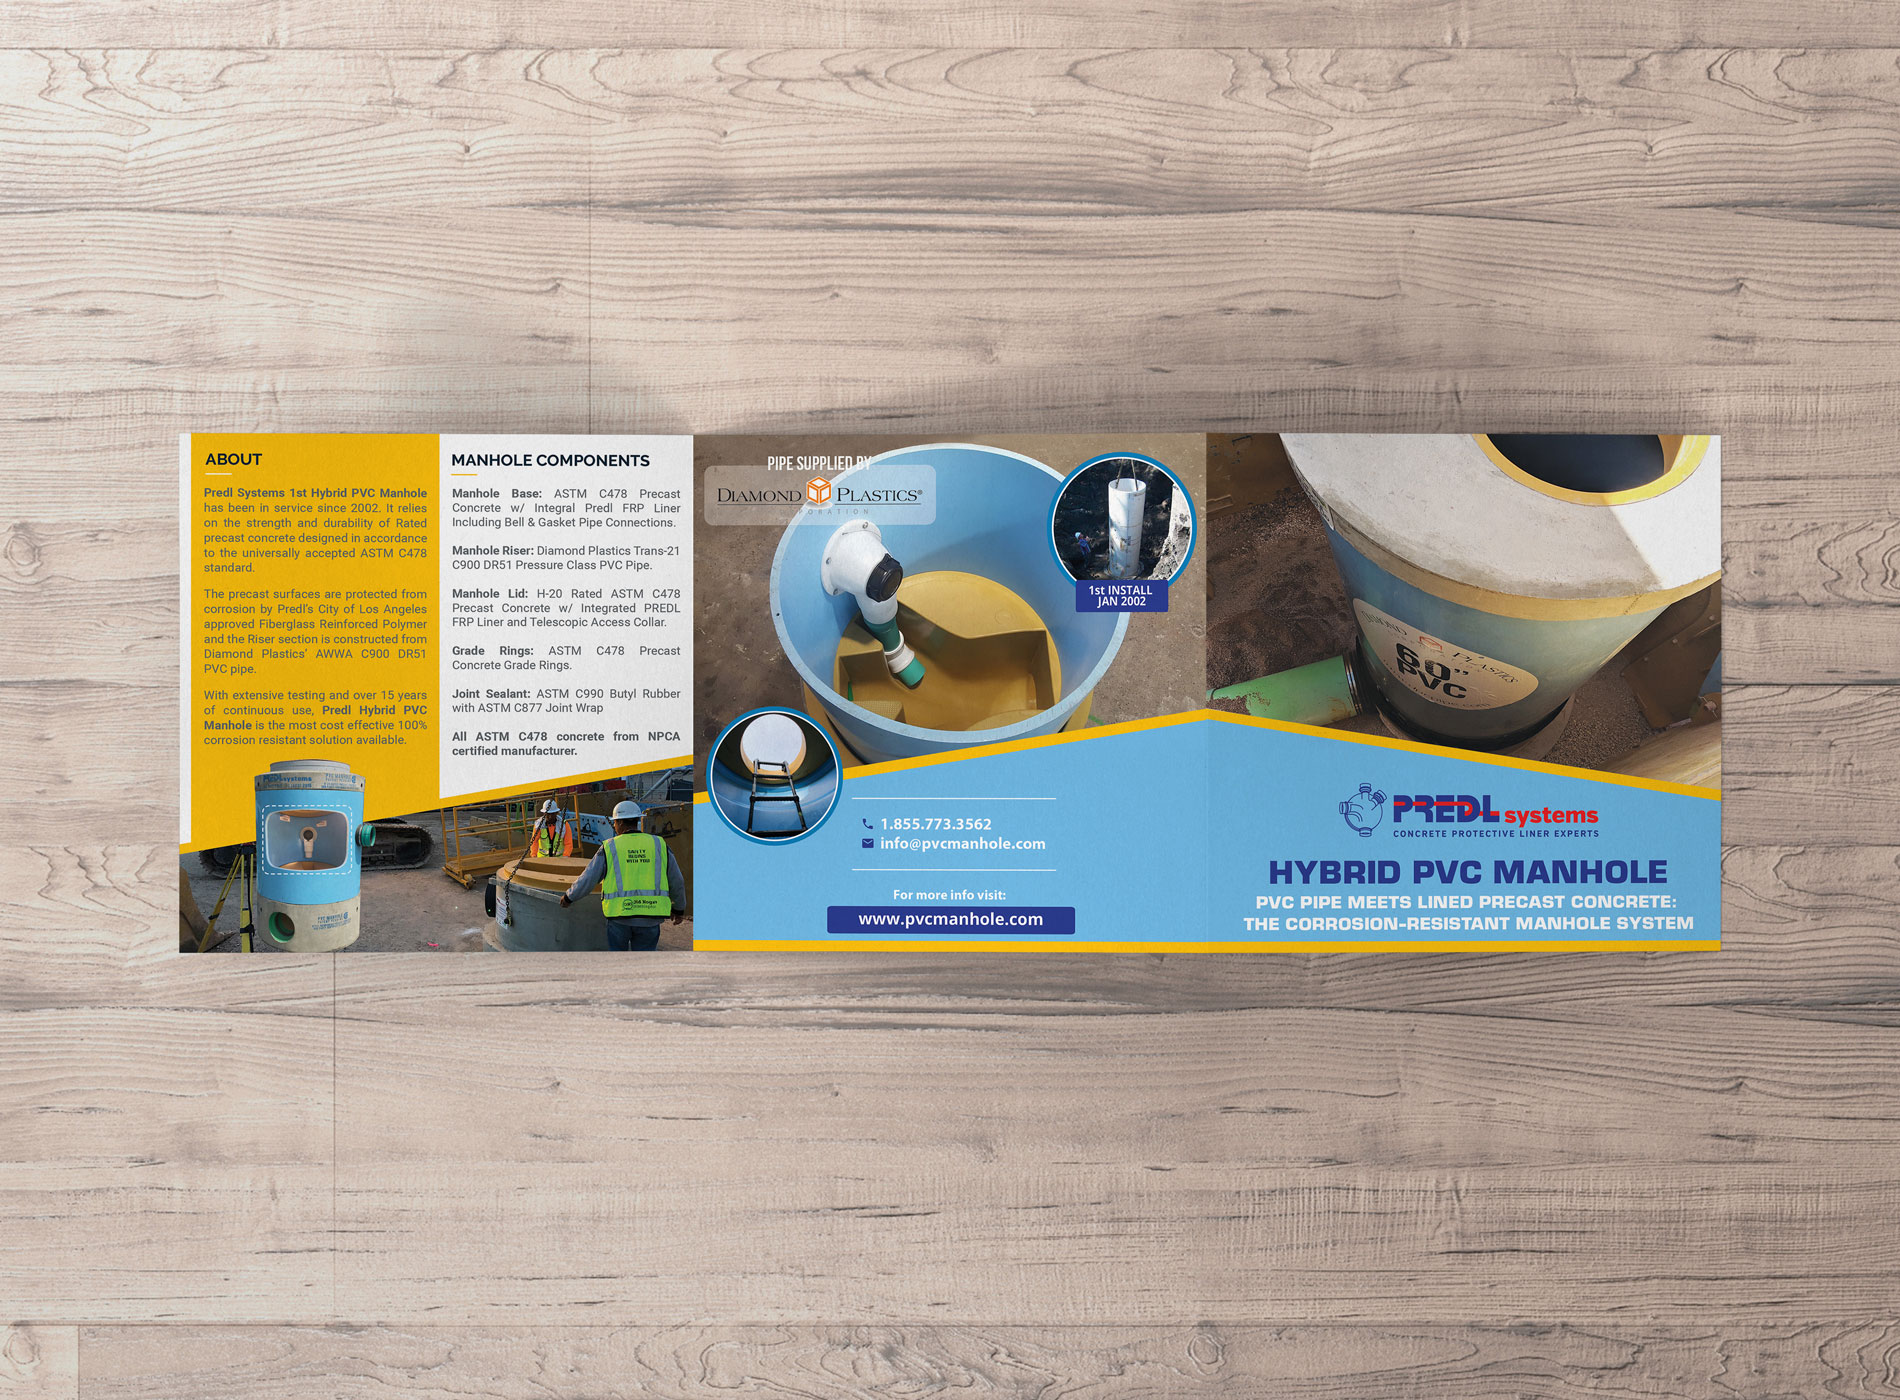 ABOUT
Predl Systems 1st Hybrid PVC Manhole
has been in service since 2002. It relies
on the strength and durability of Rated
precast concrete designed in accordance
to the universally accepted ASTM C478
standard.
The precast surfaces are protected from
corrosion by Predl's City of Los Angeles
approved Fiberglass Reinforced Polymer
and the Riser section is constructed from
Diamond Plastics' AWWA C900 DR51
PVC pipe.
With extensive testing and over 15 years
of continuous use, Predl Hybrid PVC
Manhole is the most cost effective 100%
corrosion resistant solution available.
MANHOLE COMPONENTS
Manhole Base: ASTM C478 Precast
Concrete w/ Integral Predl FRP Liner
Including Bell & Gasket Pipe Connections.
Manhole Riser: Diamond Plastics Trans-21
C900 DR51 Pressure Class PVC Pipe.
Manhole Lid: H-20 Rated ASTM C478
Precast Concrete w/ Integrated PREDL
FRP Liner and Telescopic Access Collar.
Grade Rings: ASTM C478 Precast
Concrete Grade Rings.
Joint Sealant: ASTM C990 Butyl Rubber
with ASTM C877 Joint Wrap
All ASTM C478 concrete from NPCA
certified manufacturer.
SAFETY
BEGINS
WITH YOU!
PIPE SUPPLIED BY
DIAMOND PLASTICS®
1st INSTALL
JAN 2002
1.855.773.3562
info@pvcmanhole.com
For more info visit:
www.pvcmanhole.com
DIAMOND PLASTICS
60"
PVC
PREDL systems
CONCRETE PROTECTIVE LINER EXPERTS
HYBRID PVC MANHOLE
PVC PIPE MEETS LINED PRECAST CONCRETE:
THE CORROSION-RESISTANT MANHOLE SYSTEM